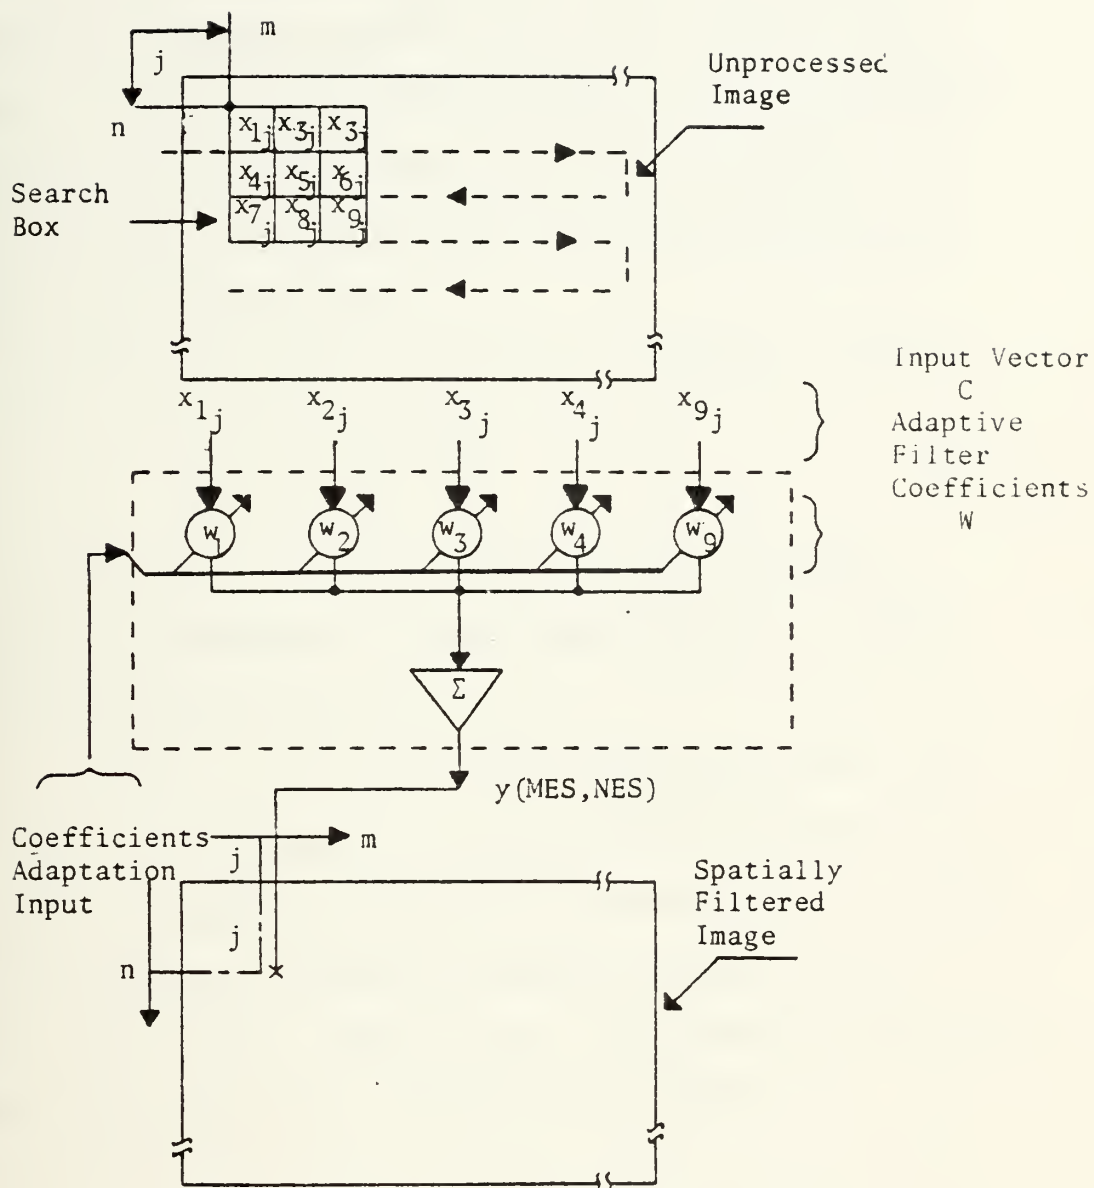 m
j
Unprocessed
Image
n
x1j x3j x3j
x4j x5j x6j
x7j x8j x9j
Search
Box
Input Vector
C
Adaptive
Filter
Coefficients
W
x1j x2j x3j x4j x9j
w1 w2 w3 w4 w9
Σ
y(MES,NES)
Coefficients
Adaptation
Input
m
j
j
n
Spatially
Filtered
Image